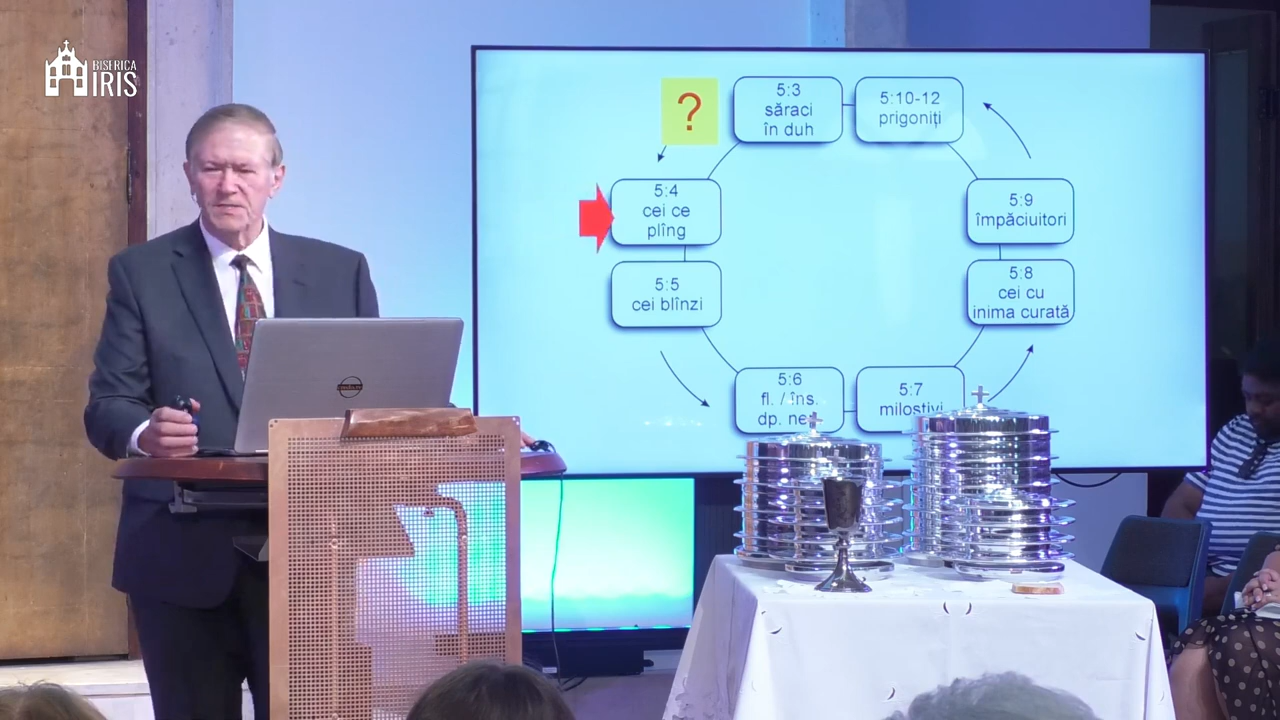 BISERICA
IRIS
?
5:3
săraci
în duh
5:10-12
prigoniți
5:4
cei ce
plîng
5:9
împăciuitori
5:5
cei blînzi
5:8
cei cu
inima curată
5:6
fl. / îns.
dp.
5:7
milostivi